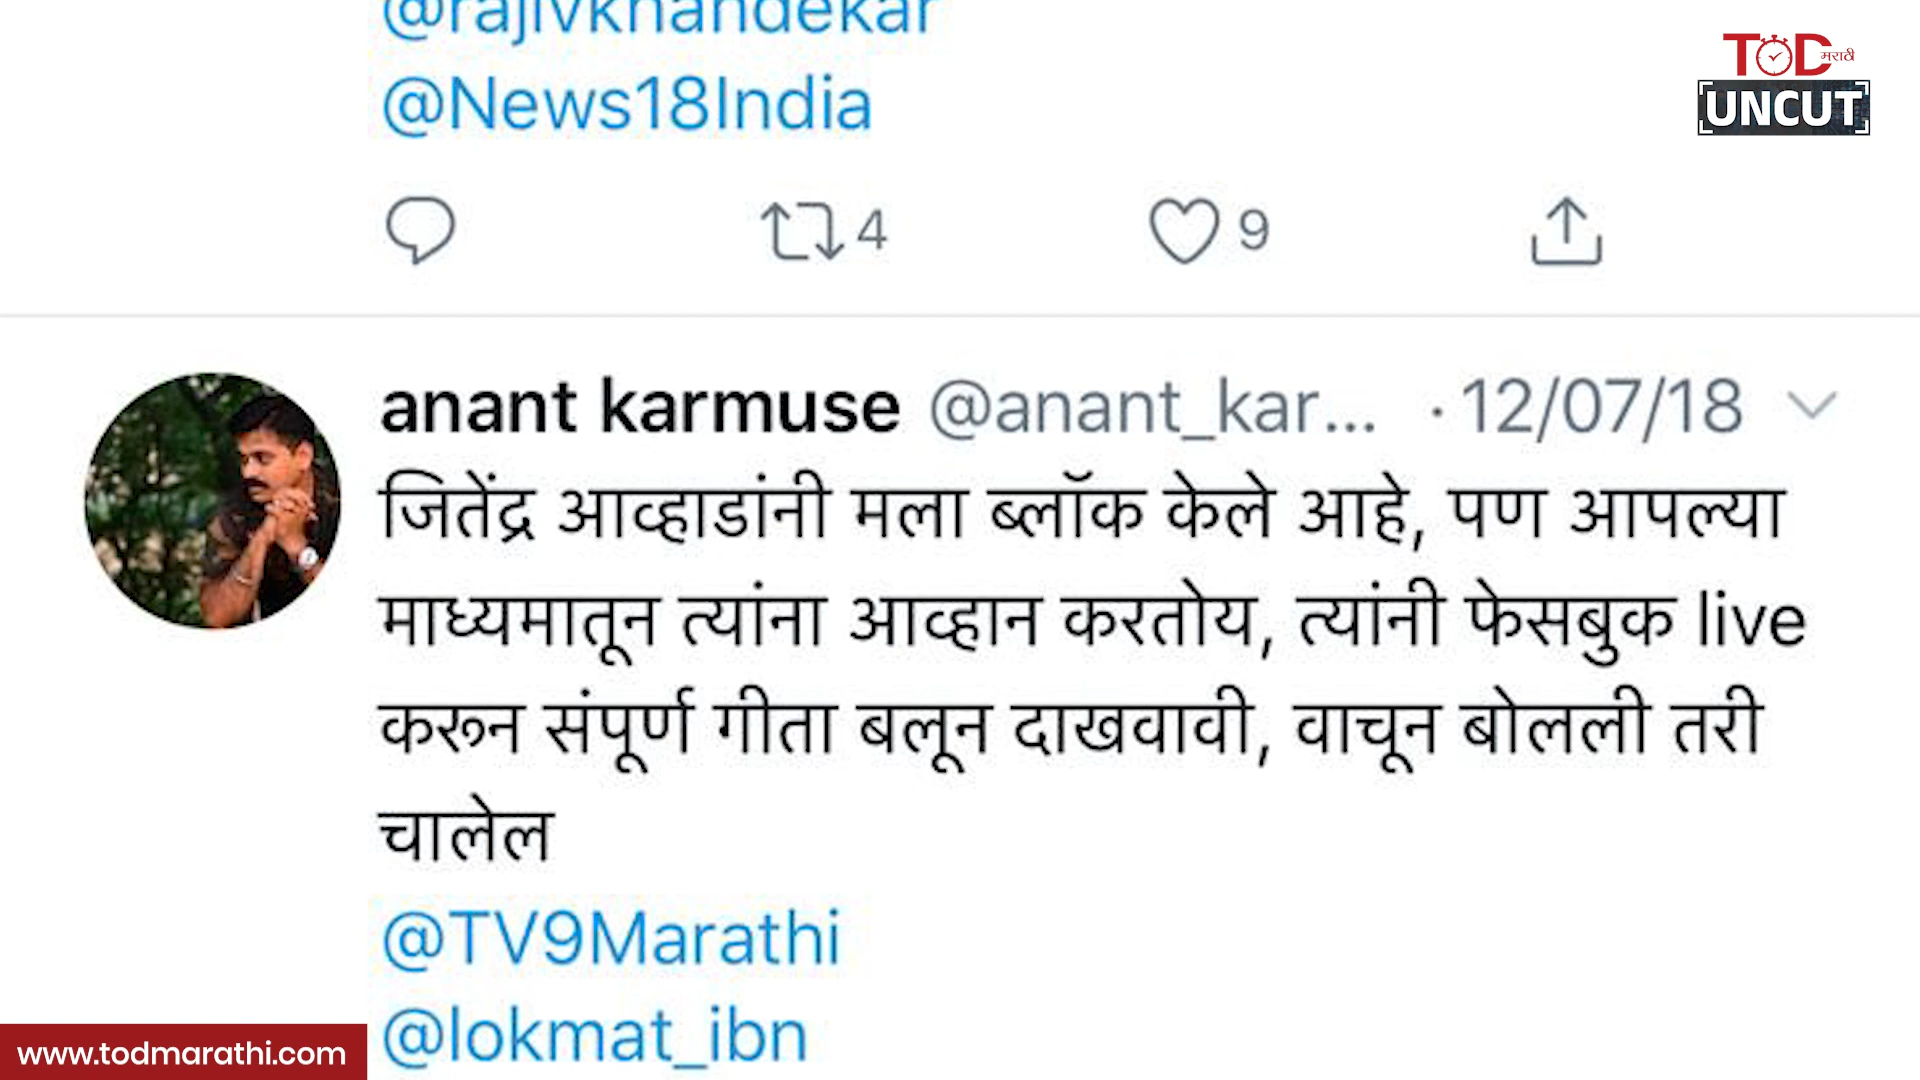 @rajivkhandekar
@News18India
TOD मराठी
UNCUT
4 9
anant karmuse @anant_kar... · 12/07/18
जितेंद्र आव्हाडांनी मला ब्लॉक केले आहे, पण आपल्या
माध्यमातून त्यांना आव्हान करतोय, त्यांनी फेसबुक live
करून संपूर्ण गीता बलून दाखवावी, वाचून बोलली तरी
चालेल
@TV9Marathi
@lokmat_ibn
www.todmarathi.com